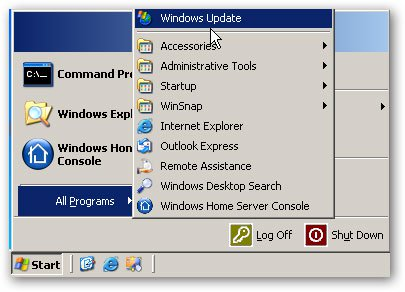 Windows Update
Accessories
Administrative Tools
Startup
WinSnap
Internet Explorer
Outlook Express
Remote Assistance
Windows Desktop Search
Windows Home Server Console
C:\_
Command Pro
Windows Expl
Windows Hom
Console
All Programs
Log Off
Shut Down
Start